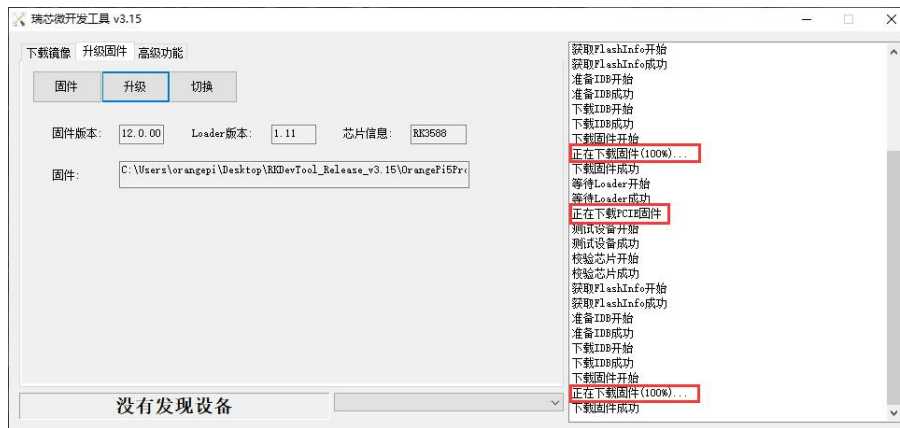 瑞芯微开发工具 v3.15
下载镜像 升级固件 高级功能
固件 升级 切换
固件版本: 12.0.00 Loader版本: 1.11 芯片信息: RK3588
固件: C:\Users\orangepi\Desktop\RKDevTool_Release_v3.15\OrangePi5Pr
没有发现设备
获取FlashInfo开始
获取FlashInfo成功
准备IDB开始
准备IDB成功
下载IDB开始
下载IDB成功
下载固件开始
正在下载固件(100%)...
下载固件成功
等待Loader开始
等待Loader成功
正在下载PCIE固件
测试设备开始
测试设备成功
校验芯片开始
校验芯片成功
获取FlashInfo开始
获取FlashInfo成功
准备IDB开始
准备IDB成功
下载IDB开始
下载IDB成功
下载固件开始
正在下载固件(100%)...
下载固件成功